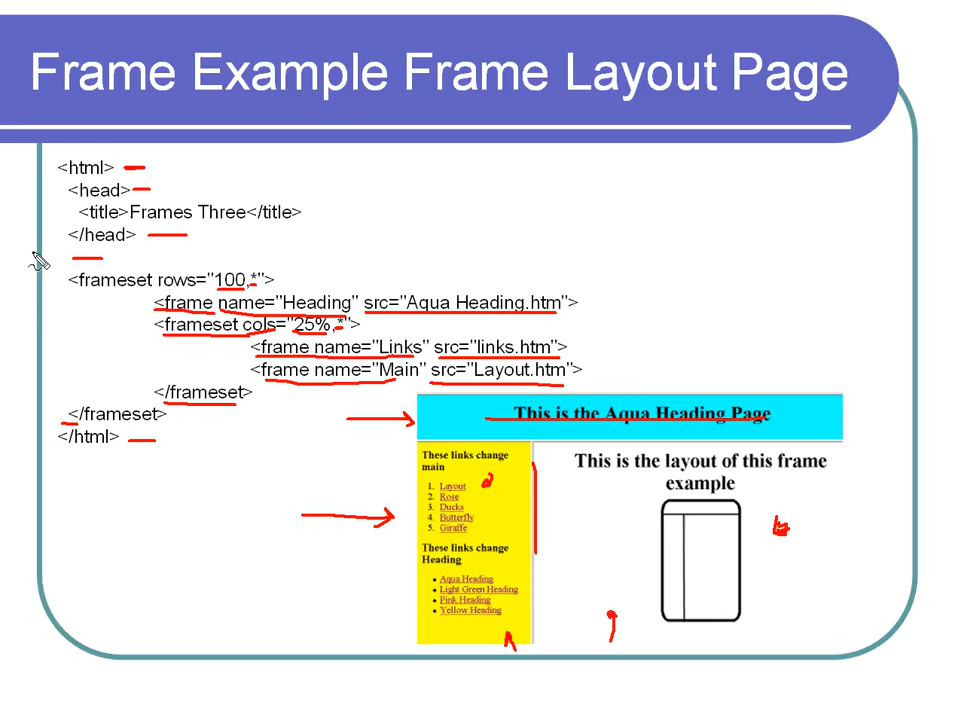 Frame Example Frame Layout Page
<html>
<head>
<title>Frames Three</title>
</head>
<frameset rows="100,*">
<frame name="Heading" src="Aqua Heading.htm">
<frameset cols="25%,*">
<frame name="Links" src="links.htm">
<frame name="Main" src="Layout.htm">
</frameset>
</frameset>
</html>
This is the Aqua Heading Page
These links change
main
1. Layout
2. Rose
3. Ducks
4. Butterfly
5. Giraffe
These links change
Heading
• Aqua Heading
• Light Green Heading
• Pink Heading
• Yellow Heading
This is the layout of this frame
example